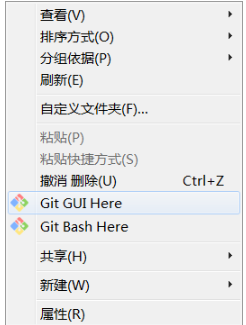 查看(V)
排序方式(O)
分组依据(P)
刷新(E)
自定义文件夹(F)...
粘贴(P)
粘贴快捷方式(S)
撤消 删除(U) Ctrl+Z
Git GUI Here
Git Bash Here
共享(H)
新建(W)
属性(R)